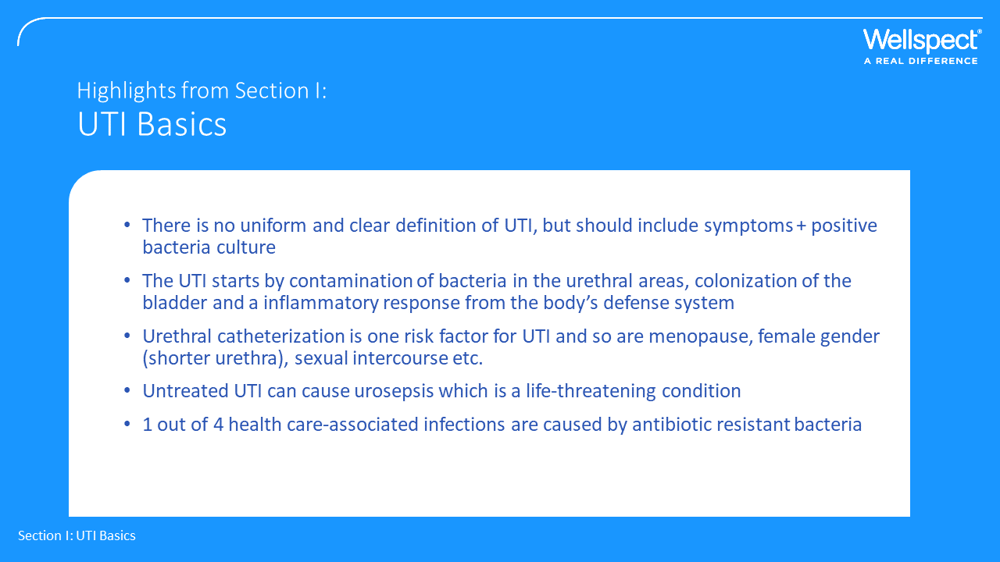 Wellspect®
A REAL DIFFERENCE
Highlights from Section I:
UTI Basics
• There is no uniform and clear definition of UTI, but should include symptoms + positive
bacteria culture
• The UTI starts by contamination of bacteria in the urethral areas, colonization of the
bladder and a inflammatory response from the body’s defense system
• Urethral catheterization is one risk factor for UTI and so are menopause, female gender
(shorter urethra), sexual intercourse etc.
• Untreated UTI can cause urosepsis which is a life-threatening condition
• 1 out of 4 health care-associated infections are caused by antibiotic resistant bacteria
Section I: UTI Basics